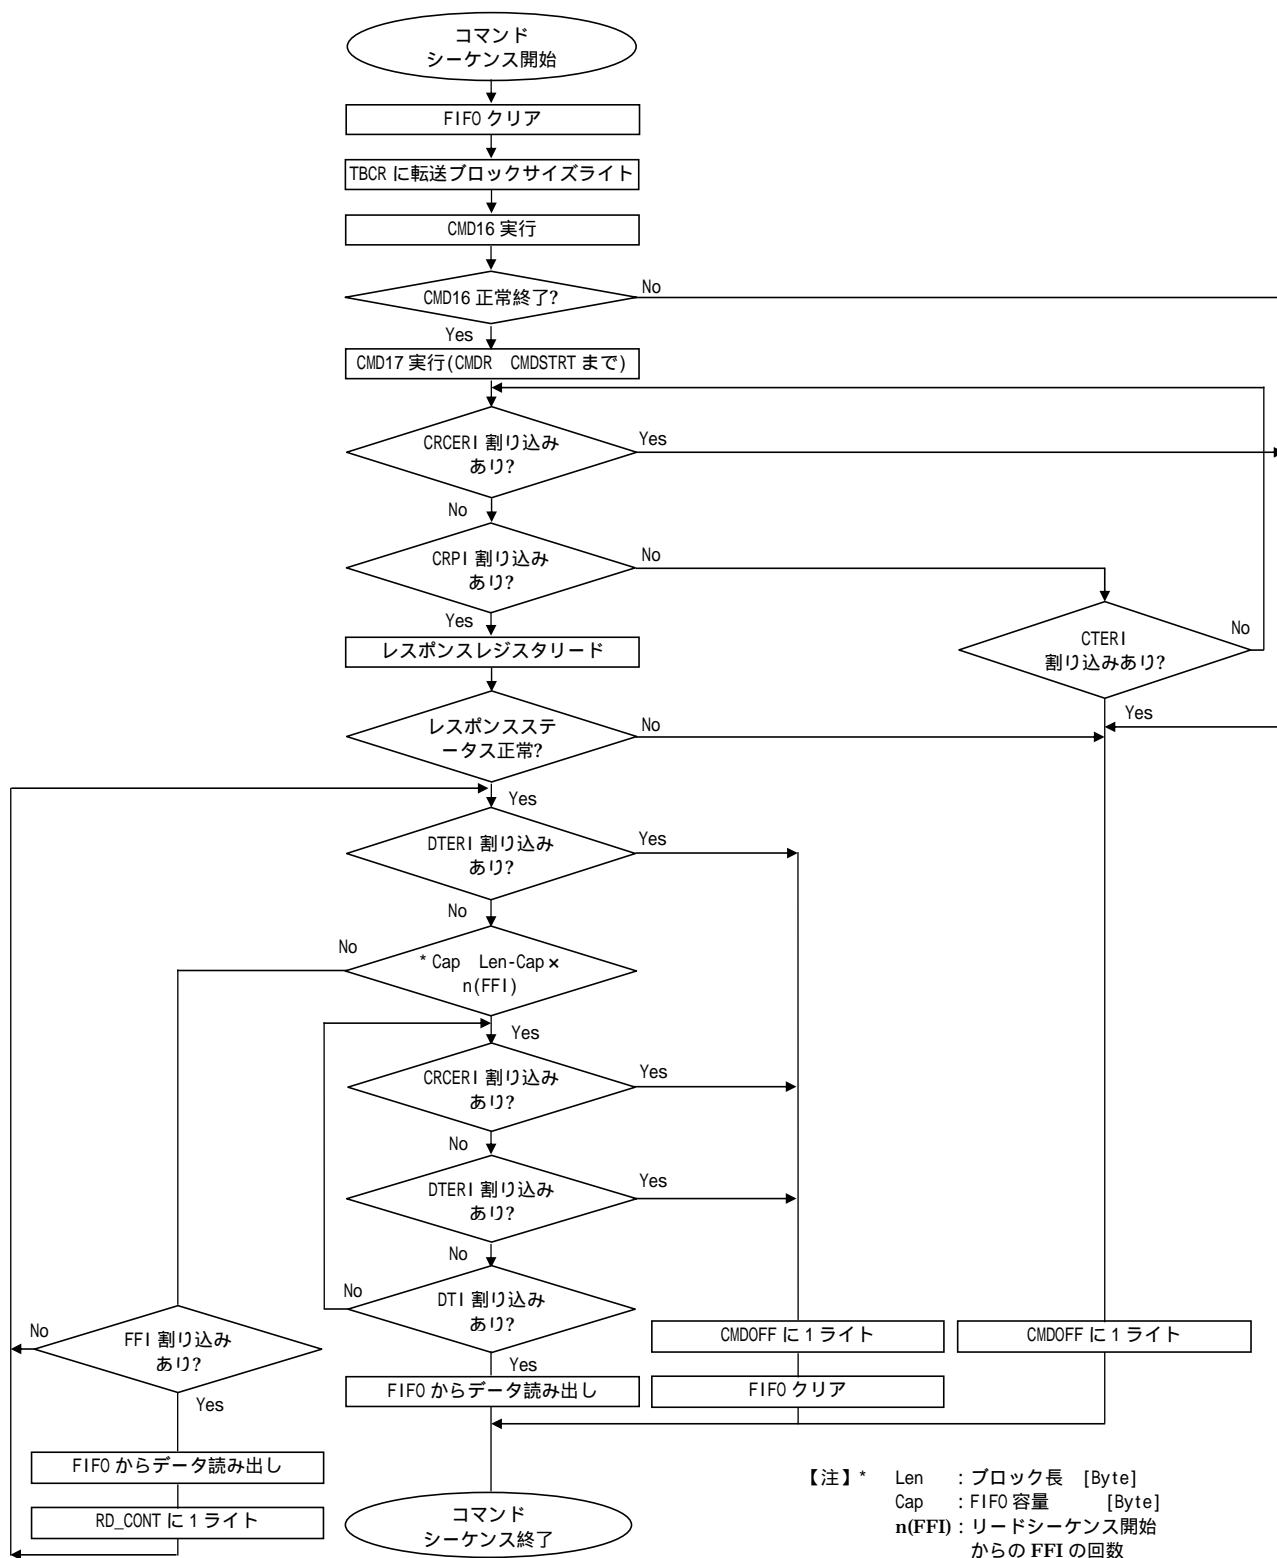 コマンド
シーケンス開始
FIFO クリア
TBCR に転送ブロックサイズライト
CMD16 実行
CMD16 正常終了?
No
Yes
CMD17 実行(CMDR　CMDSTRT まで)
CRCERI 割り込み
あり?
Yes
No
CRPI 割り込み
あり?
No
Yes
CTERI
割り込みあり?
No
Yes
レスポンスレジスタリード
レスポンスステ
ータス正常?
No
Yes
DTERI 割り込み
あり?
Yes
No
* Cap　Len-Cap×
n(FFI)
No
Yes
CRCERI 割り込み
あり?
Yes
No
DTERI 割り込み
あり?
Yes
No
DTI 割り込み
あり?
No
Yes
FFI 割り込み
あり?
No
Yes
CMDOFF に 1 ライト
CMDOFF に 1 ライト
FIFO からデータ読み出し
FIFO クリア
FIFO からデータ読み出し
RD_CONT に 1 ライト
コマンド
シーケンス終了
【注】* Len : ブロック長 [Byte]
Cap : FIFO 容量 [Byte]
n(FFI) : リードシーケンス開始
からの FFI の回数